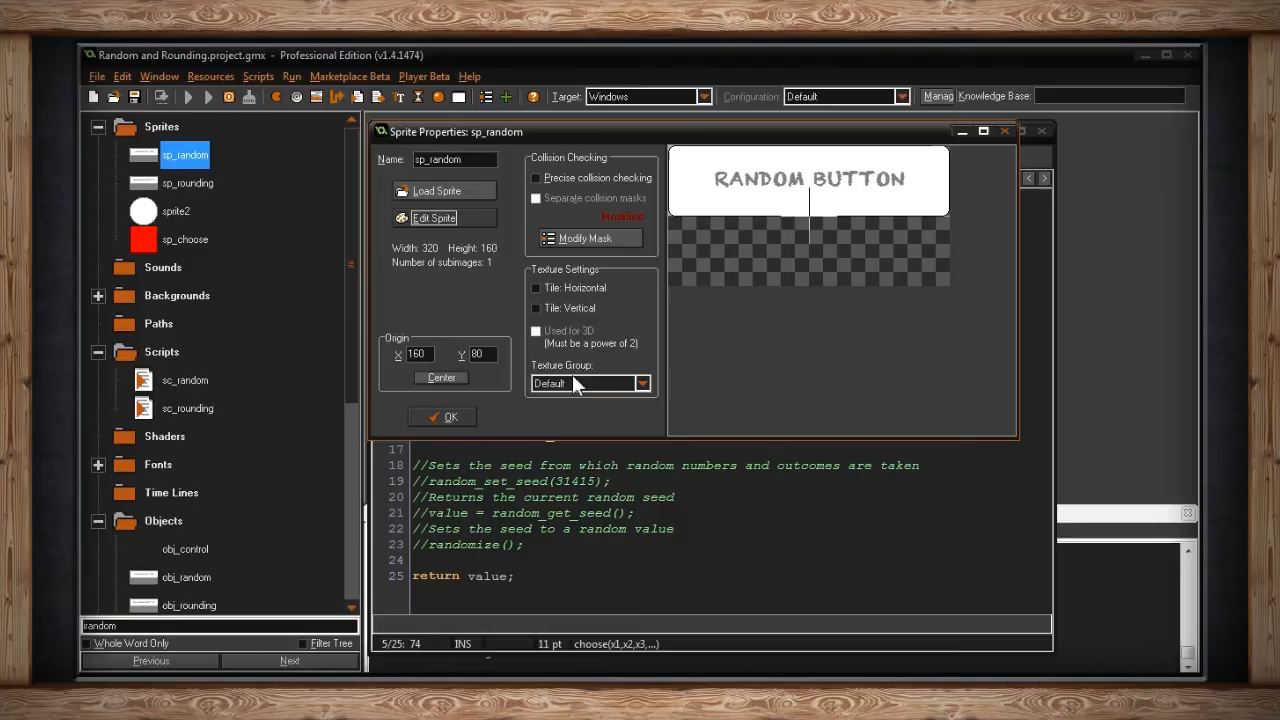 Random and Rounding.project.gmx - Professional Edition (v1.4.1474)
File Edit Window Resources Scripts Run Marketplace Beta Player Beta Help
Target: Windows Configuration: Default Manag Knowledge Base:
Sprites
sp_random
sp_rounding
sprite2
sp_choose
Sounds
Backgrounds
Paths
Scripts
sc_random
sc_rounding
Shaders
Fonts
Time Lines
Objects
obj_control
obj_random
obj_rounding
random
Whole Word Only Filter Tree
Previous Next
Sprite Properties: sp_random
Name: sp_random
Load Sprite
Edit Sprite
Width: 320 Height: 160
Number of subimages: 1
Origin
X 160 Y 80
Center
OK
Collision Checking
Precise collision checking
Separate collision masks
Modified
Modify Mask
Texture Settings
Tile: Horizontal
Tile: Vertical
Used for 3D
(Must be a power of 2)
Texture Group:
Default
RANDOM BUTTON
17
18 //Sets the seed from which random numbers and outcomes are taken
19 //random_set_seed(31415);
20 //Returns the current random seed
21 //value = random_get_seed();
22 //Sets the seed to a random value
23 //randomize();
24
25 return value;
5/25: 74 INS 11 pt choose(x1,x2,x3,...)